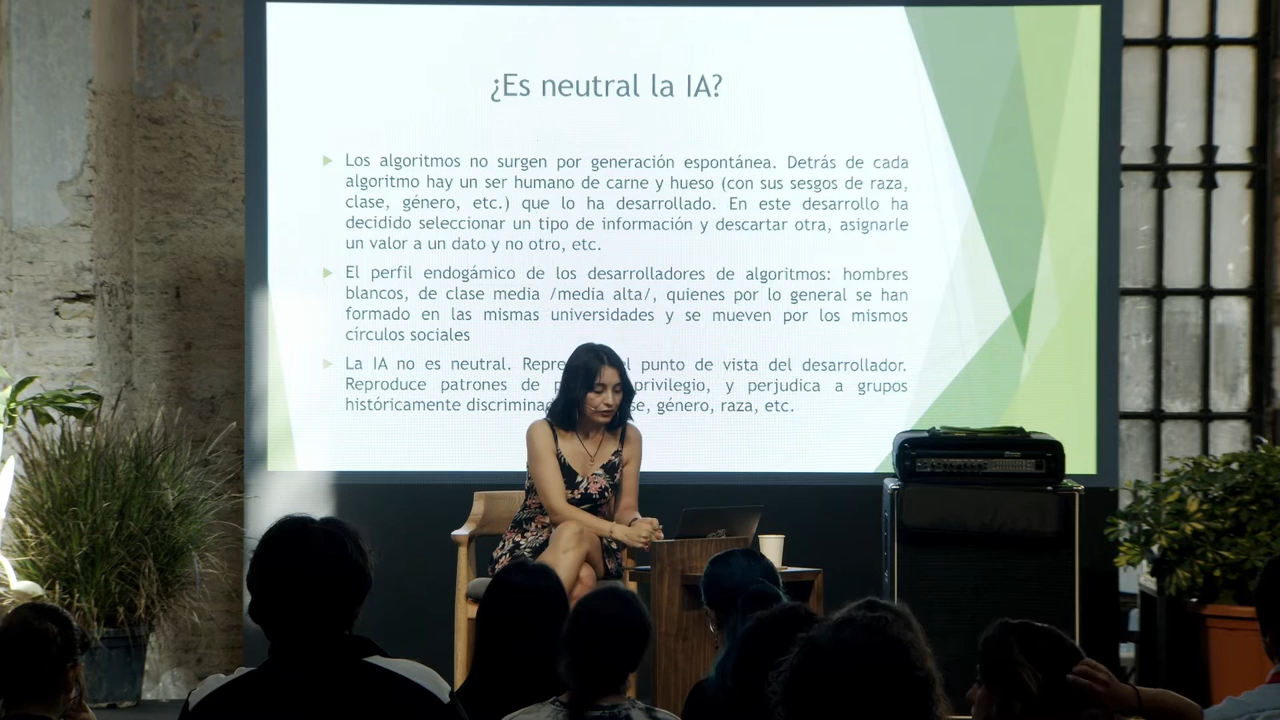 ¿Es neutral la IA?
Los algoritmos no surgen por generación espontánea. Detrás de cada
algoritmo hay un ser humano de carne y hueso (con sus sesgos de raza,
clase, género, etc.) que lo ha desarrollado. En este desarrollo ha
decidido seleccionar un tipo de información y descartar otra, asignarle
un valor a un dato y no otro, etc.
El perfil endogámico de los desarrolladores de algoritmos: hombres
blancos, de clase media /media alta/, quienes por lo general se han
formado en las mismas universidades y se mueven por los mismos
círculos sociales
La IA no es neutral. el punto de vista del desarrollador.
Reproduce patrones de privilegio, y perjudica a grupos
históricamente género, raza, etc.